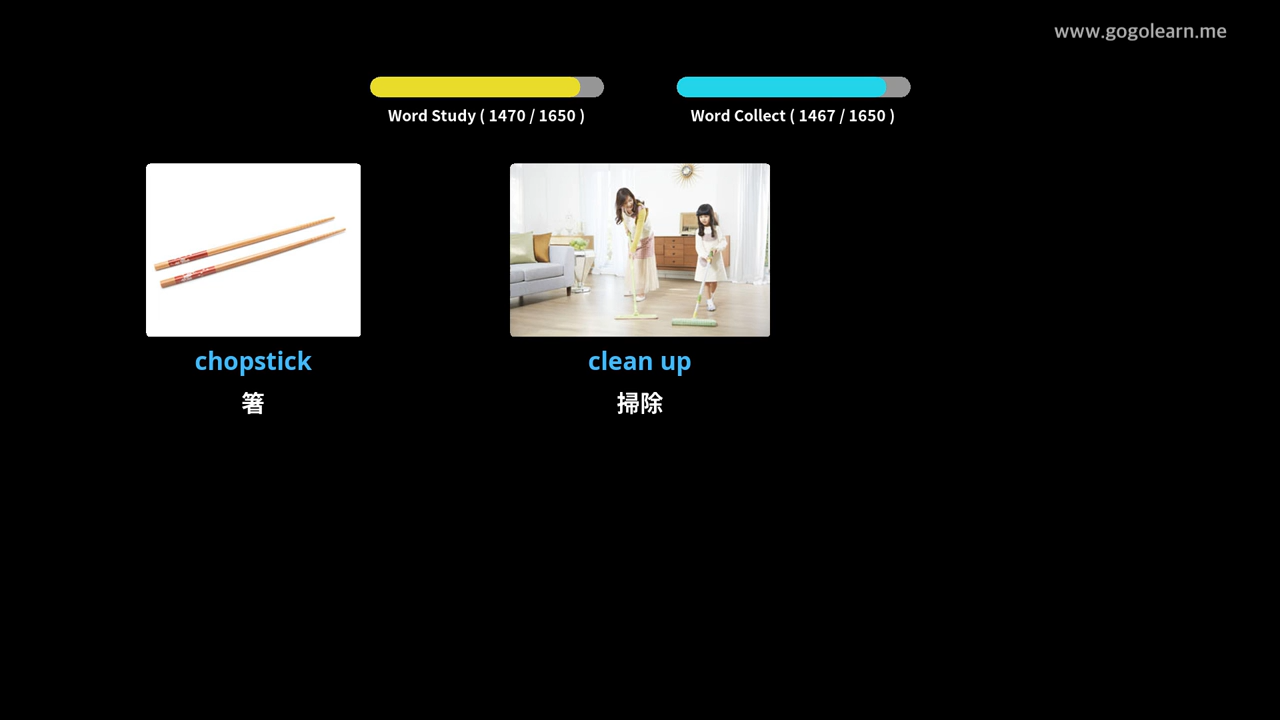 www.gogolearn.me
Word Study ( 1470 / 1650 )
Word Collect ( 1467 / 1650 )
chopstick
clean up
箸
掃除